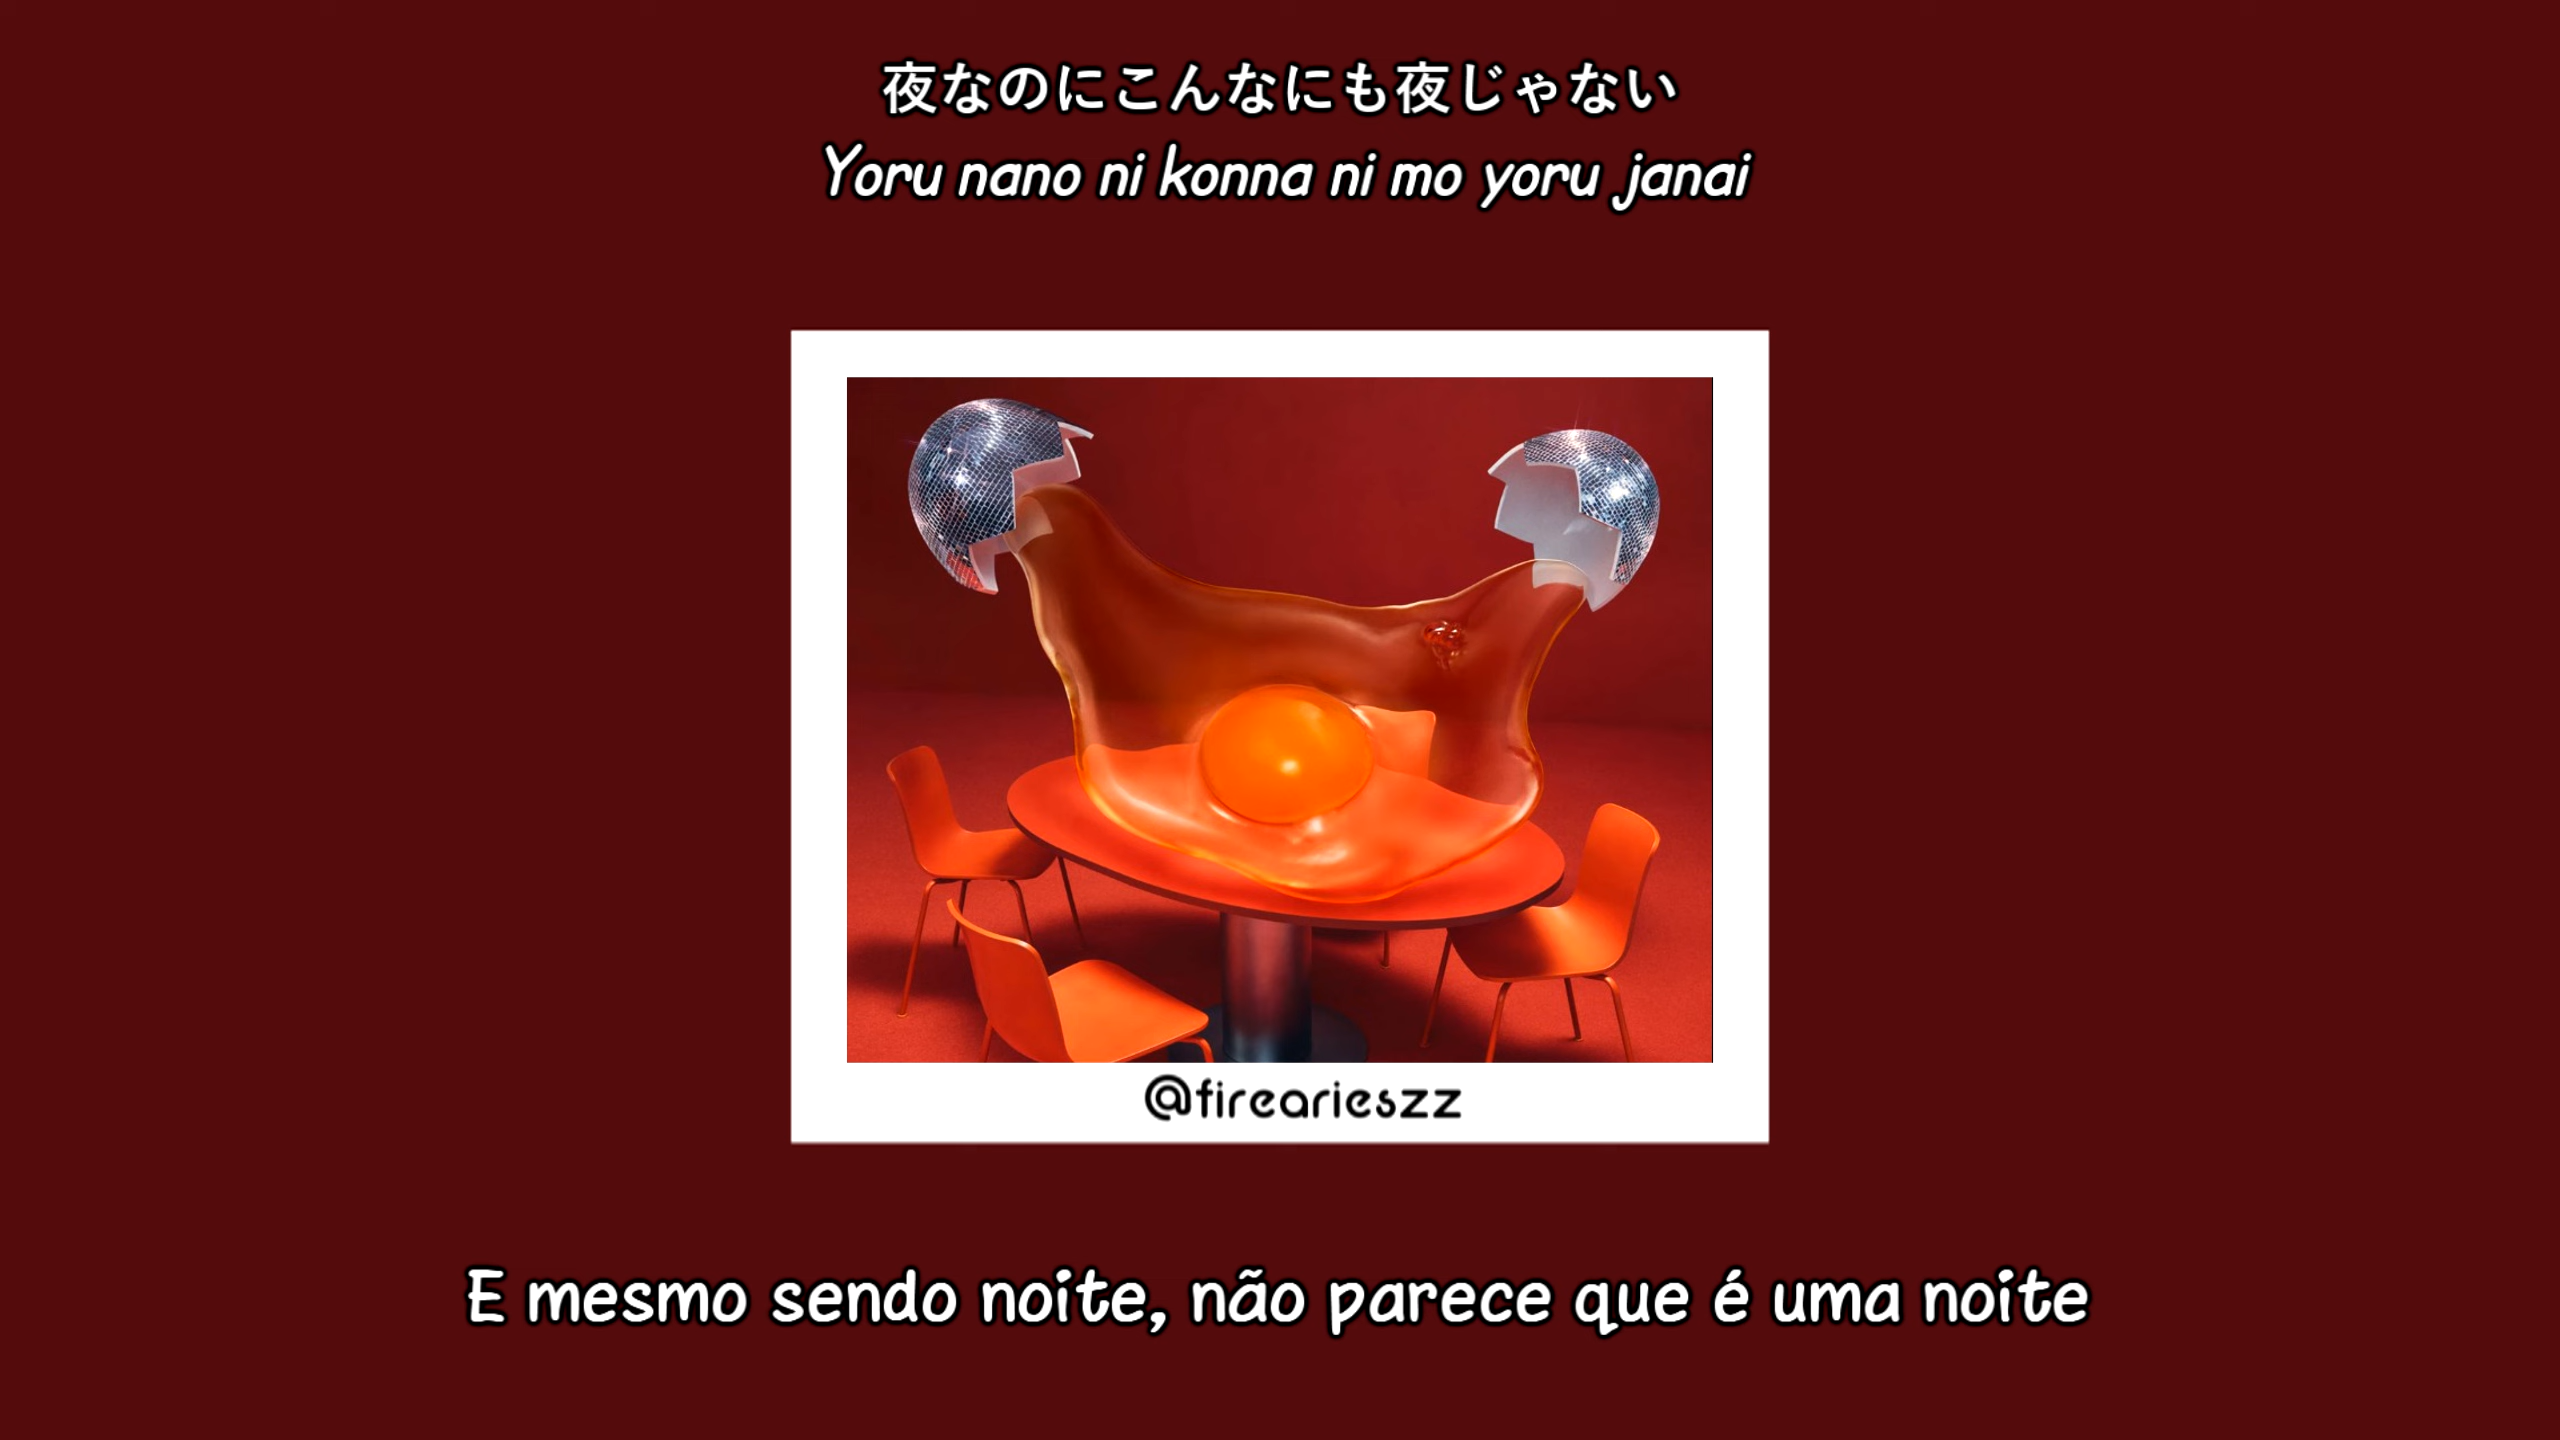 夜なのにこんなにも夜じゃない
Yoru nano ni konna ni mo yoru janai
@firearieszz
E mesmo sendo noite, não parece que é uma noite